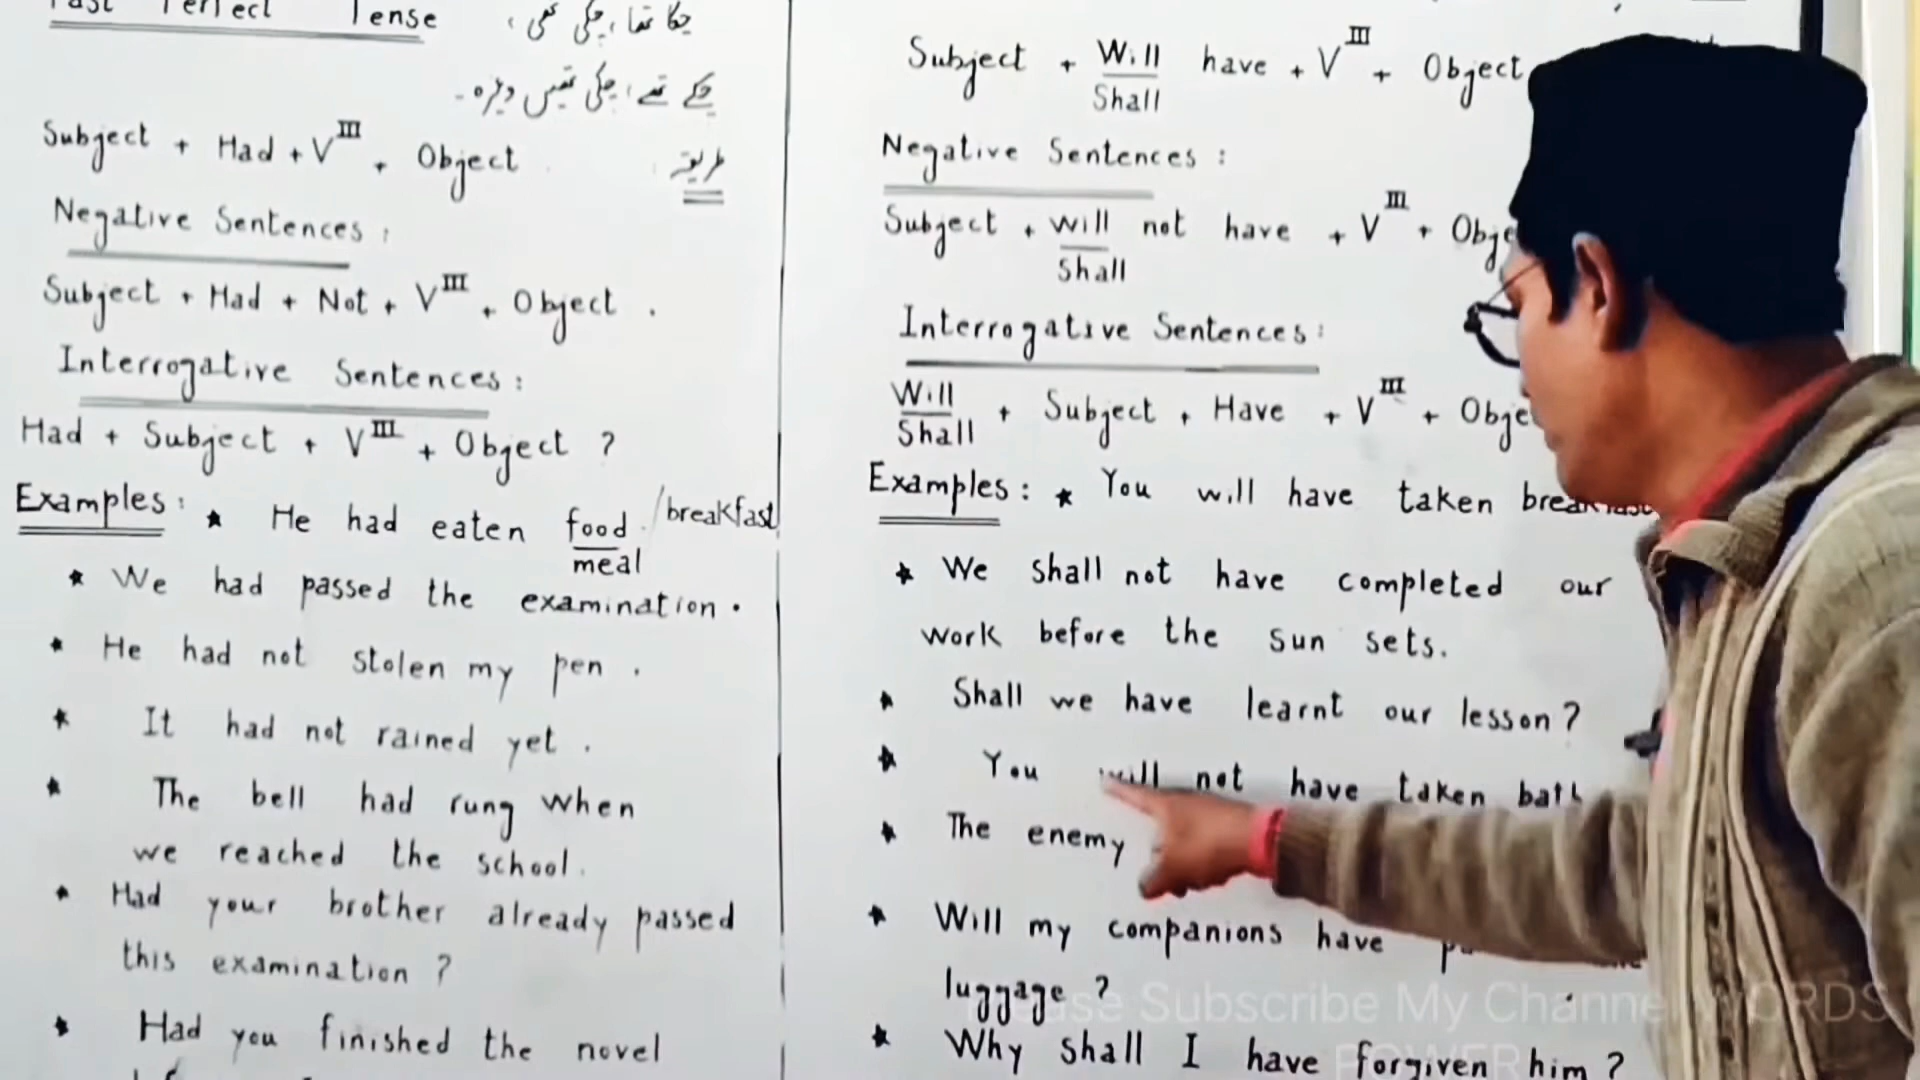 Past Perfect Tense
چکا تھا، چکی تھی،
چکے تھے، چکی تھیں وغیرہ۔
Subject + Had + V III + Object
طریقہ
Negative Sentences :
Subject + Had + Not + V III + Object .
Interrogative Sentences :
Had + Subject + V III + Object ?
Examples : ★ He had eaten food . /breakfast
meal
★ We had passed the examination .
★ He had not stolen my pen .
★ It had not rained yet .
★ The bell had rung when
we reached the school .
★ Had your brother already passed
this examination ?
★ Had you finished the novel
Subject + Will have + V III + Object
Shall
Negative Sentences :
Subject + will not have + V III + Obje
Shall
Interrogative Sentences :
Will + Subject + Have + V III + Obje
Shall
Examples : ★ You will have taken breakfast
★ We shall not have completed our
work before the sun sets.
★ Shall we have learnt our lesson ?
★ You will not have taken bath
★ The enemy
★ Will my companions have
luggage ?
★ Why shall I have forgiven him ?
Please Subscribe My Channel WORDS
POWER